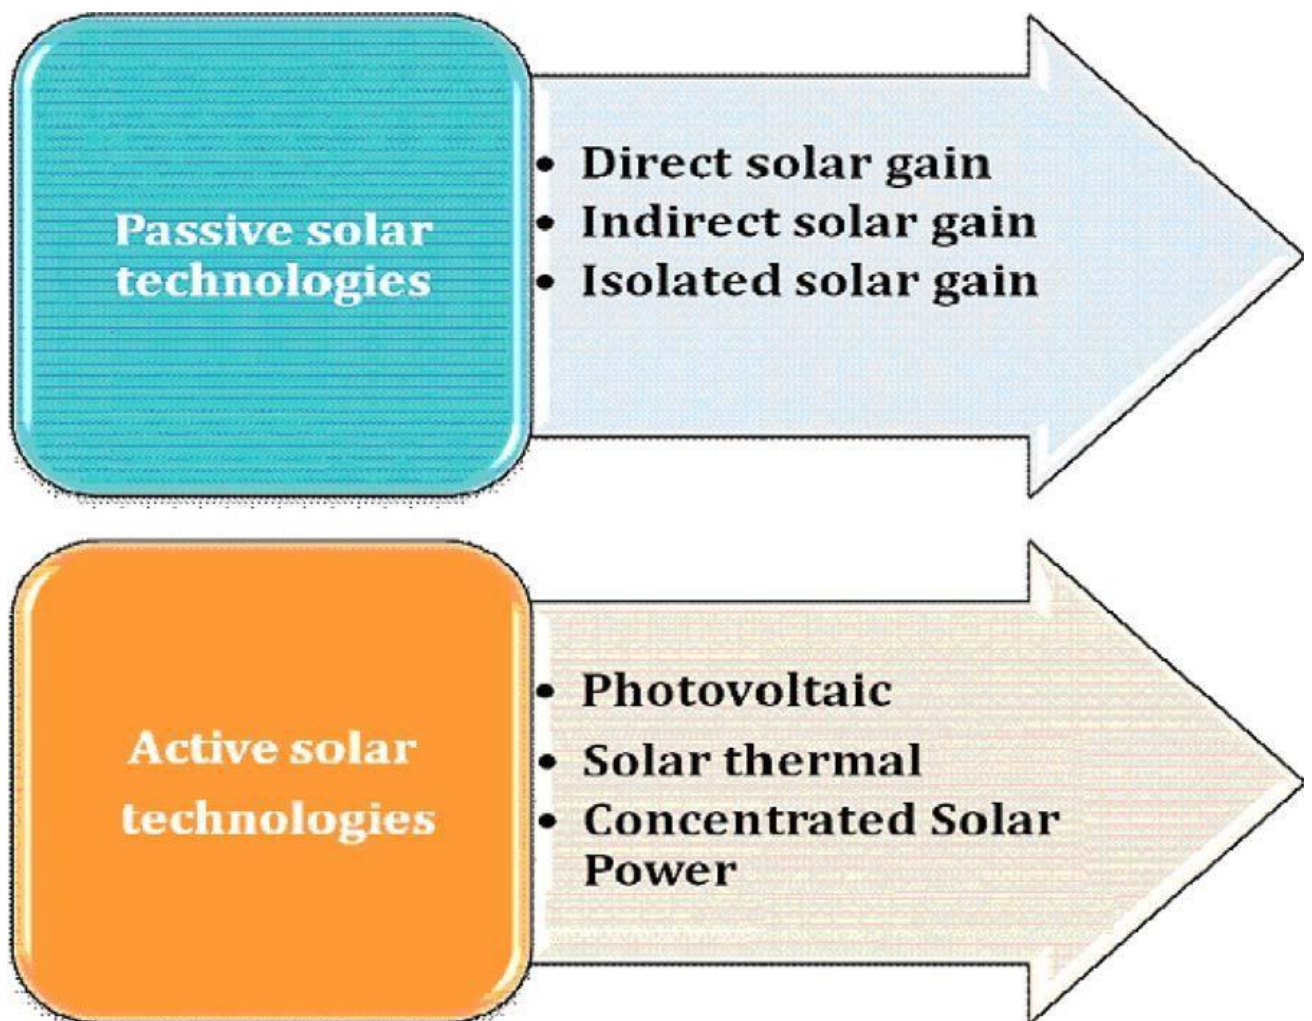 Passive solar
technologies
• Direct solar gain
• Indirect solar gain
• Isolated solar gain
Active solar
technologies
• Photovoltaic
• Solar thermal
• Concentrated Solar
Power